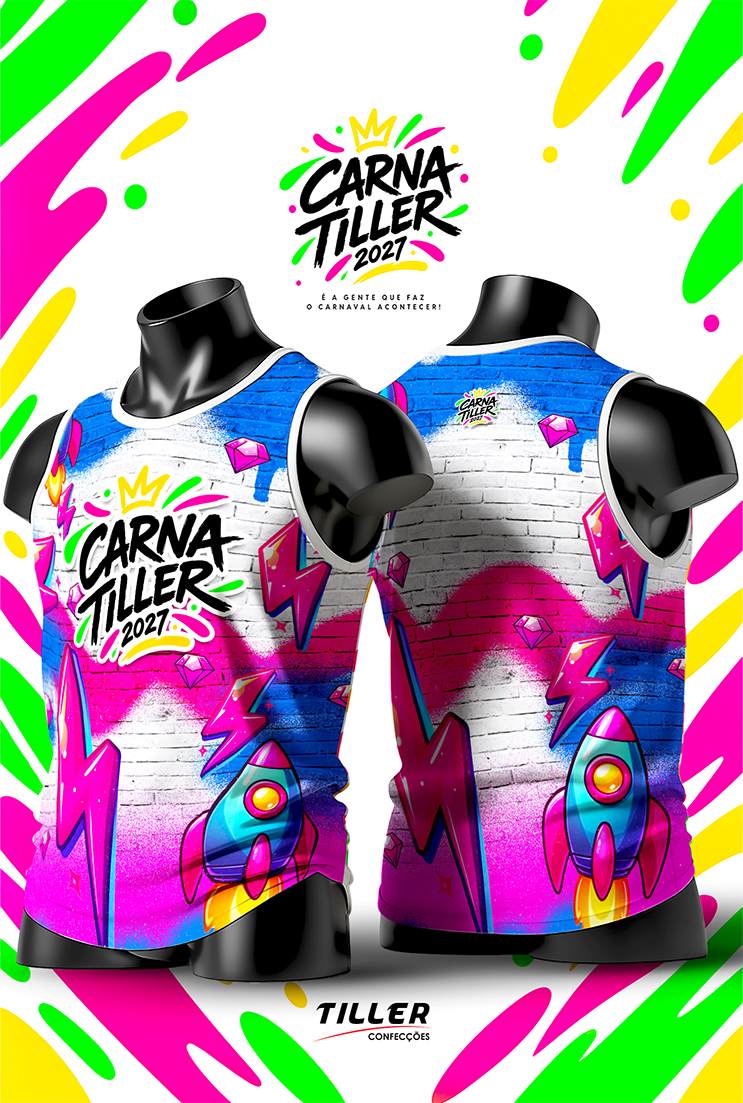 CARNA
TILLER
2027
É A GENTE QUE FAZ
O CARNAVAL ACONTECER!
CARNA
TILLER
2027
CARNA
TILLER
2027
TILLER
CONFECÇÕES